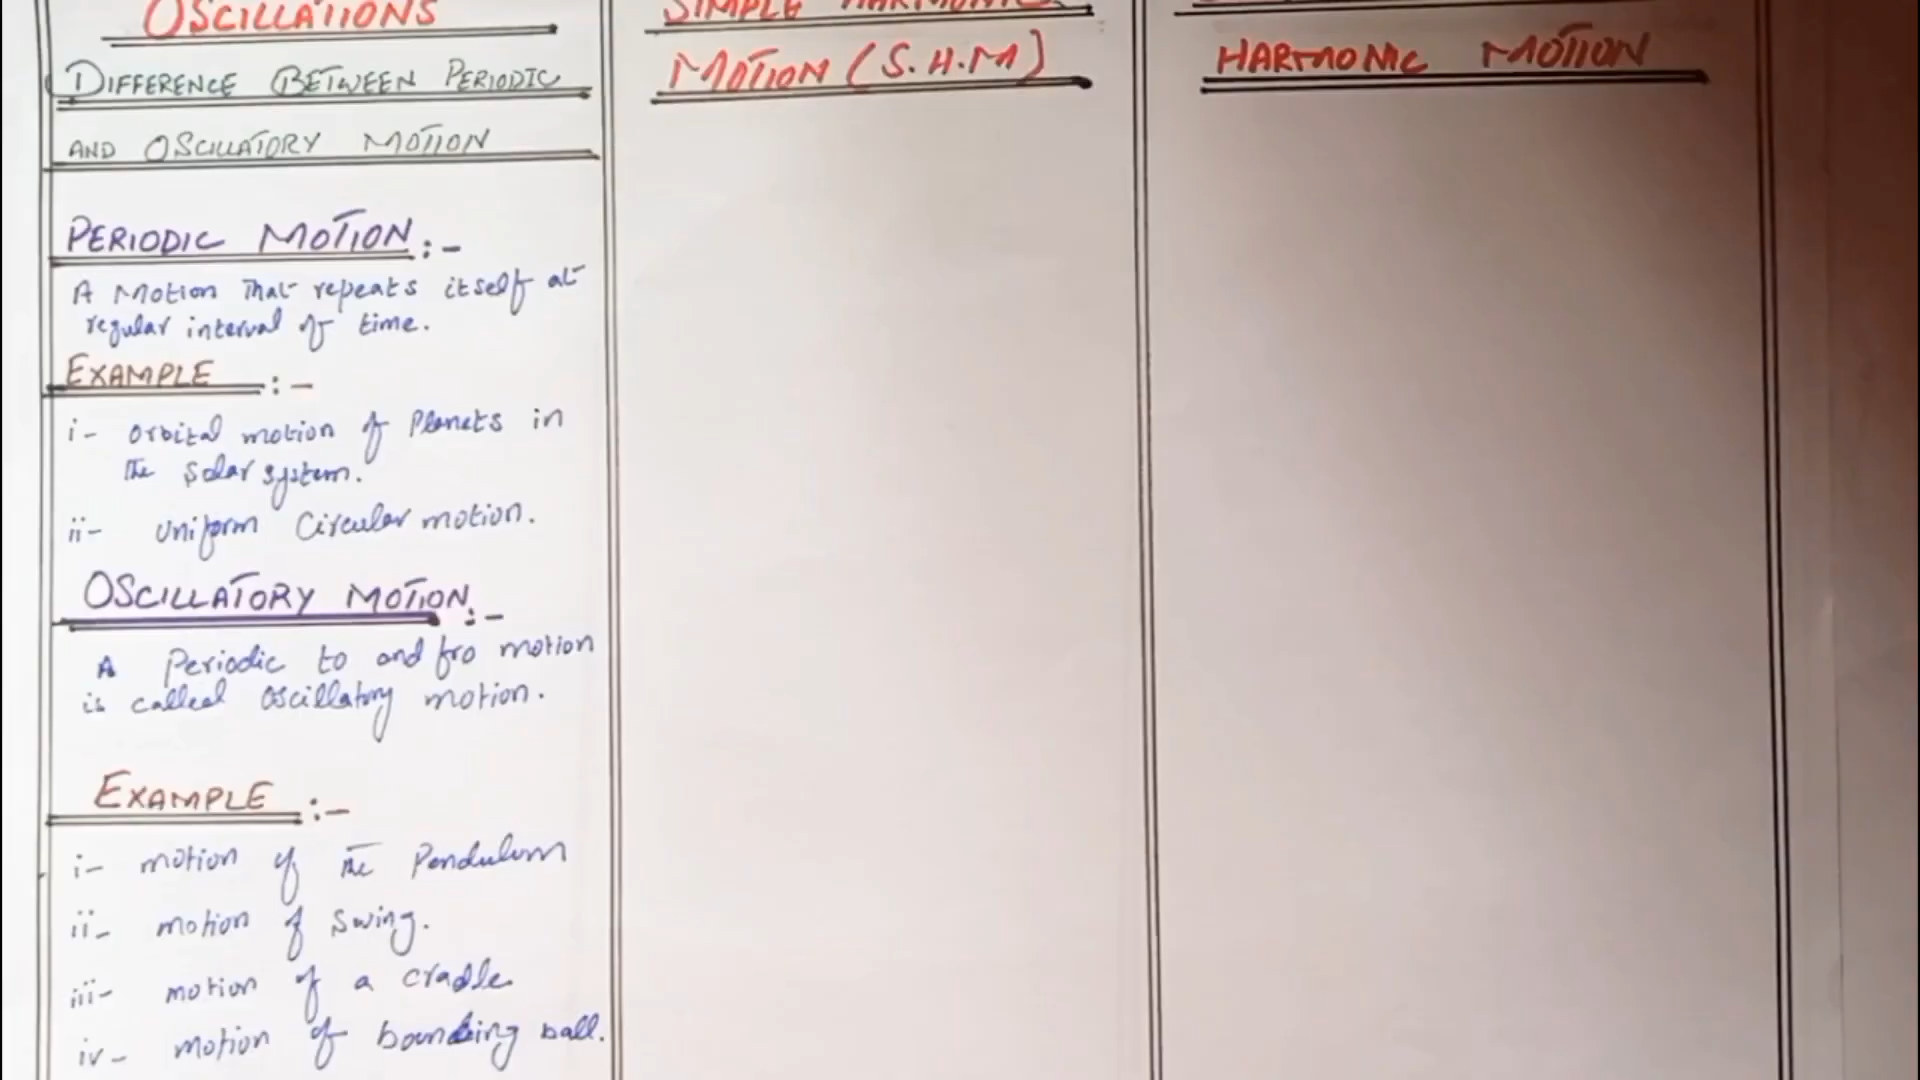 OSCILLATIONS
DIFFERENCE BETWEEN PERIODIC
AND OSCILLATORY MOTION
PERIODIC MOTION :-
A Motion That repeats itself at
regular interval of time.
EXAMPLE :-
i- orbital motion of Planets in
the Solar system.
ii- Uniform Circular motion.
OSCILLATORY MOTION :-
A Periodic to and fro motion
is called Oscillatory motion.
EXAMPLE :-
i- motion of the Pendulum
ii- motion of Swing.
iii- motion of a cradle
iv- motion of bouncing ball.
SIMPLE HARMONIC
MOTION (S.H.M)
HARMONIC MOTION